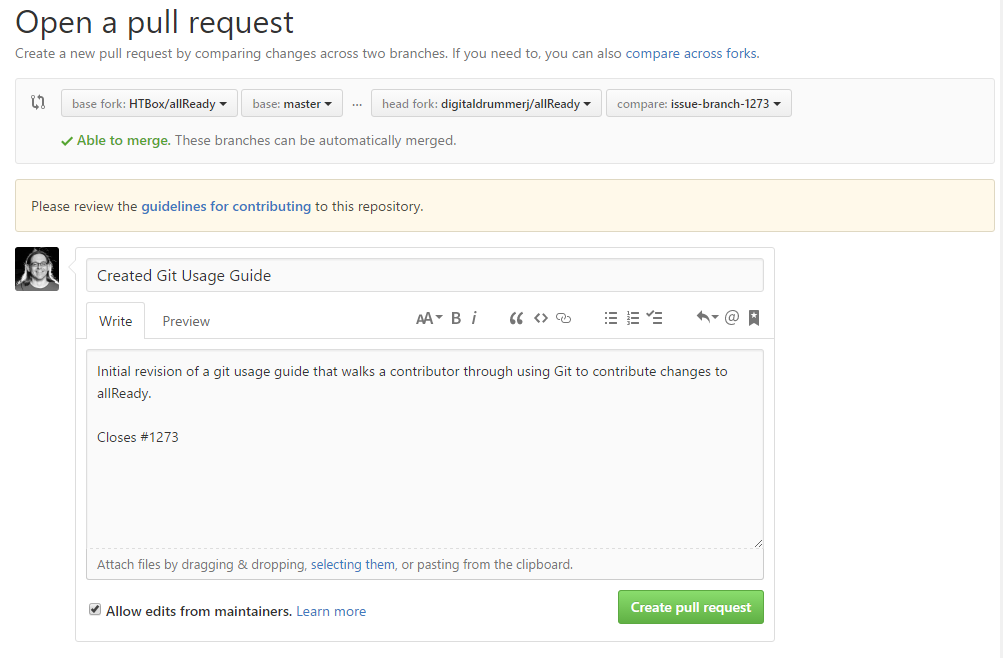 Open a pull request
Create a new pull request by comparing changes across two branches. If you need to, you can also compare across forks.
base fork: HTBox/allReady base: master ... head fork: digitaldrummerj/allReady compare: issue-branch-1273
Able to merge. These branches can be automatically merged.
Please review the guidelines for contributing to this repository.
Created Git Usage Guide
Write Preview AA B i
Initial revision of a git usage guide that walks a contributor through using Git to contribute changes to
allReady.
Closes #1273
Attach files by dragging & dropping, selecting them, or pasting from the clipboard.
Allow edits from maintainers. Learn more Create pull request